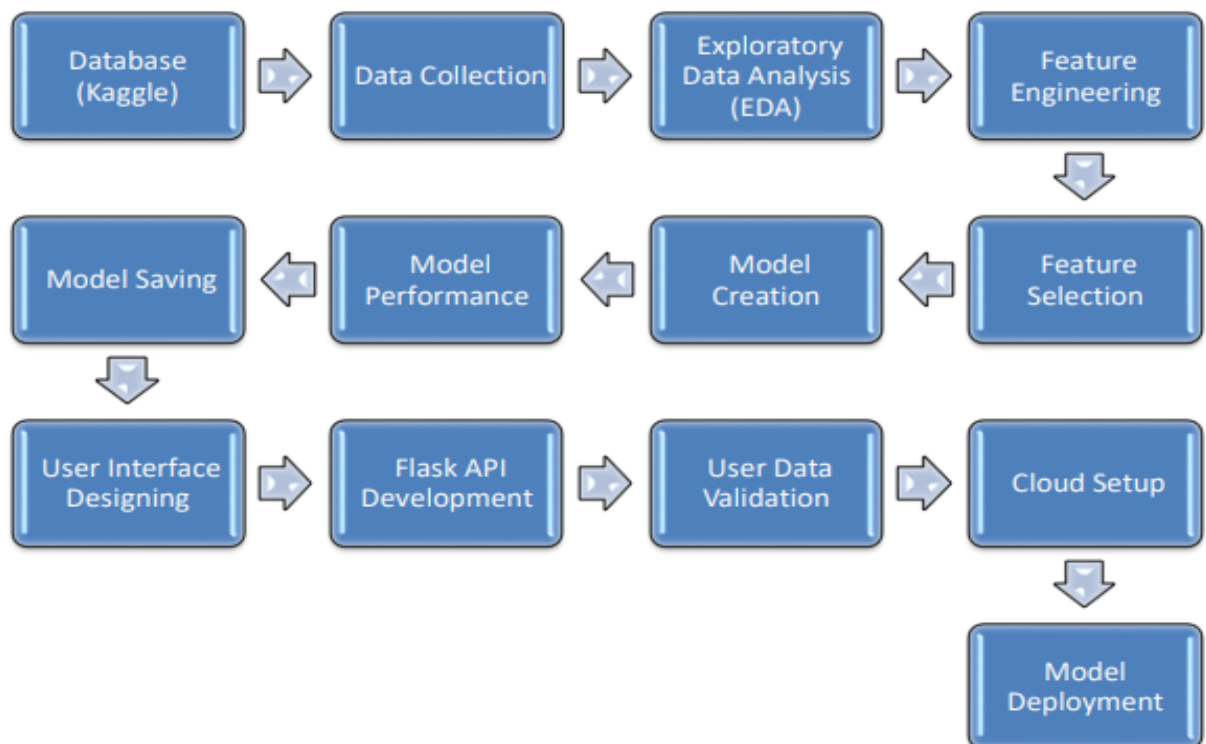 Database
(Kaggle)
Data Collection
Exploratory
Data Analysis
(EDA)
Feature
Engineering
Feature
Selection
Model
Creation
Model
Performance
Model Saving
User Interface
Designing
Flask API
Development
User Data
Validation
Cloud Setup
Model
Deployment